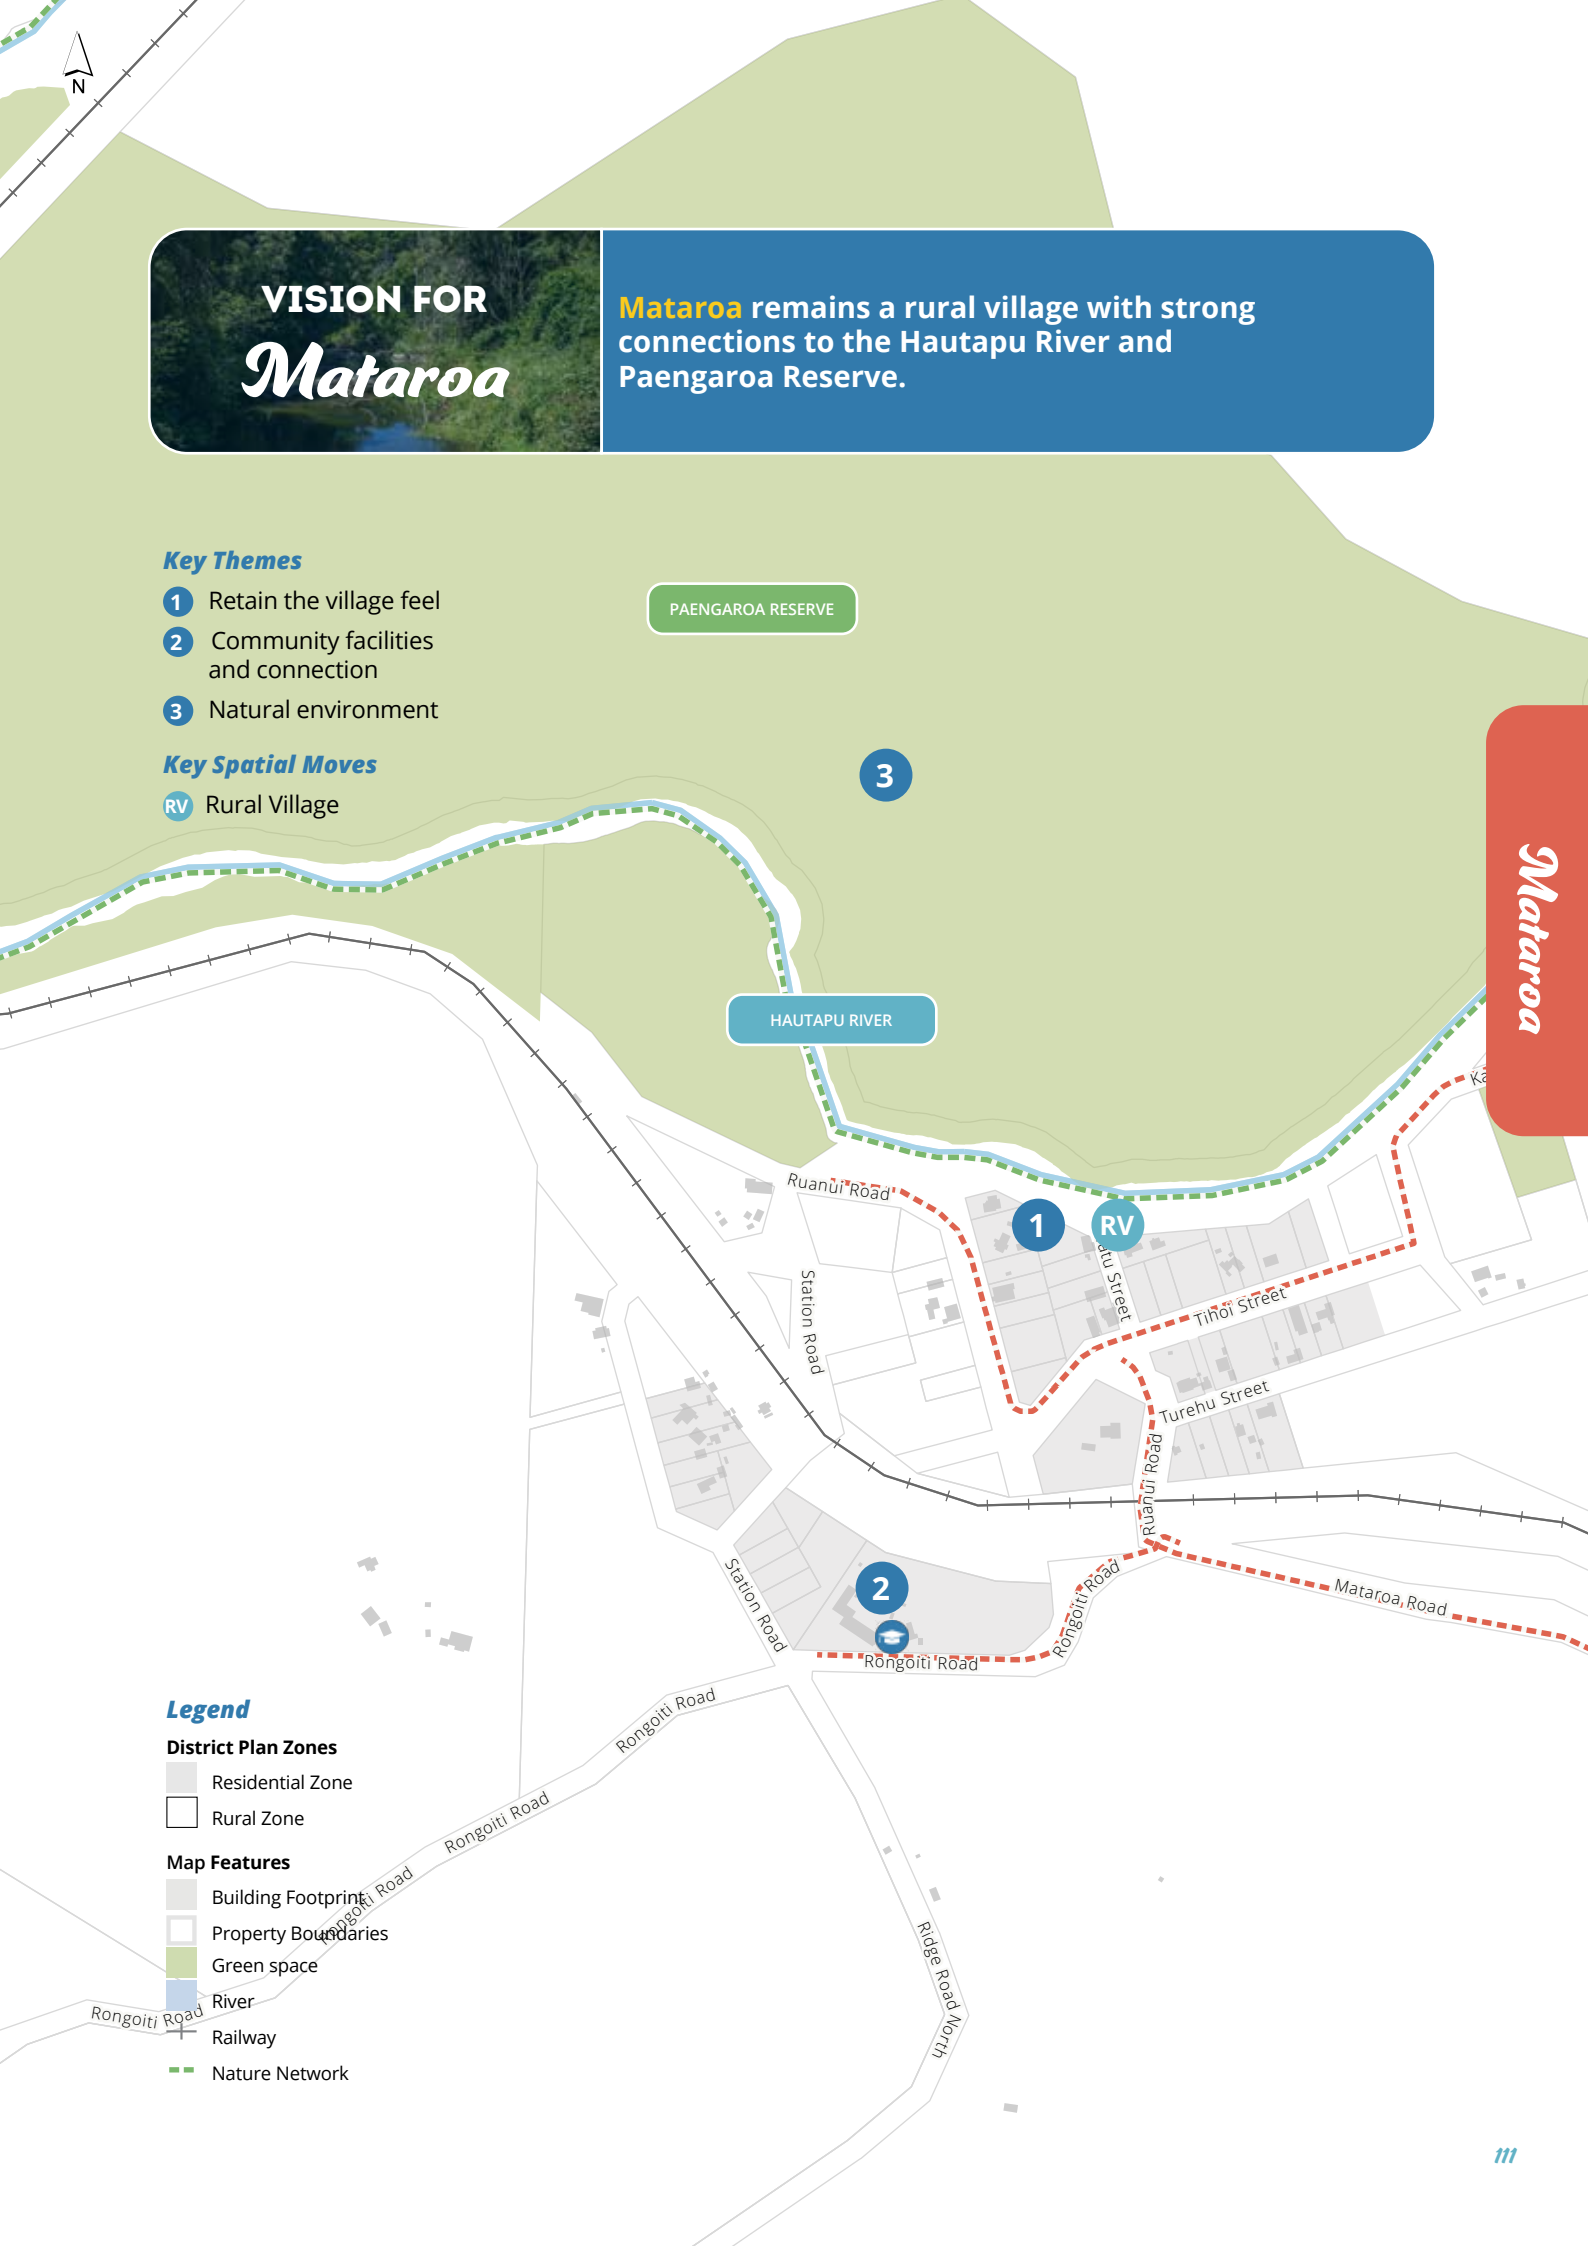 N
VISION FOR
Mataroa
Mataroa remains a rural village with strong
connections to the Hautapu River and
Paengaroa Reserve.
Key Themes
1 Retain the village feel
2 Community facilities
and connection
3 Natural environment
Key Spatial Moves
RV Rural Village
PAENGAROA RESERVE
3
Mataroa
HAUTAPU RIVER
Ruanui Road
1
RV
Street
Station Road
Tihoi Street
Turehu Street
Ruanui Road
2
Station Road
Rongoiti Road
Rongoiti Road
Mataroa Road
Rongoiti Road
Rongoiti Road
Rongoiti Road
Rongoiti Road
Ridge Road North
Legend
District Plan Zones
Residential Zone
Rural Zone
Map Features
Building Footprint
Property Boundaries
Green space
River
Railway
Nature Network
111